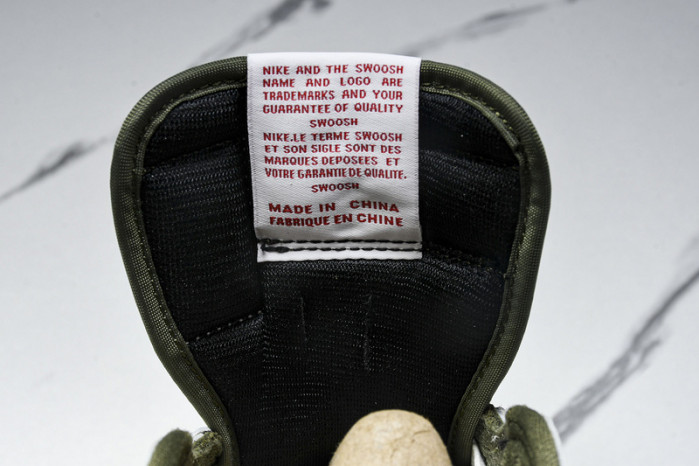 NIKE AND THE SWOOSH
NAME AND LOGO ARE
TRADEMARKS AND YOUR
GUARANTEE OF QUALITY
SWOOSH
NIKE.LE TERME SWOOSH
ET SON SIGLE SONT DES
MARQUES DEPOSEES ET
VOTRE GARANTIE DE QUALITE.
SWOOSH
MADE IN CHINA
FABRIQUE EN CHINE